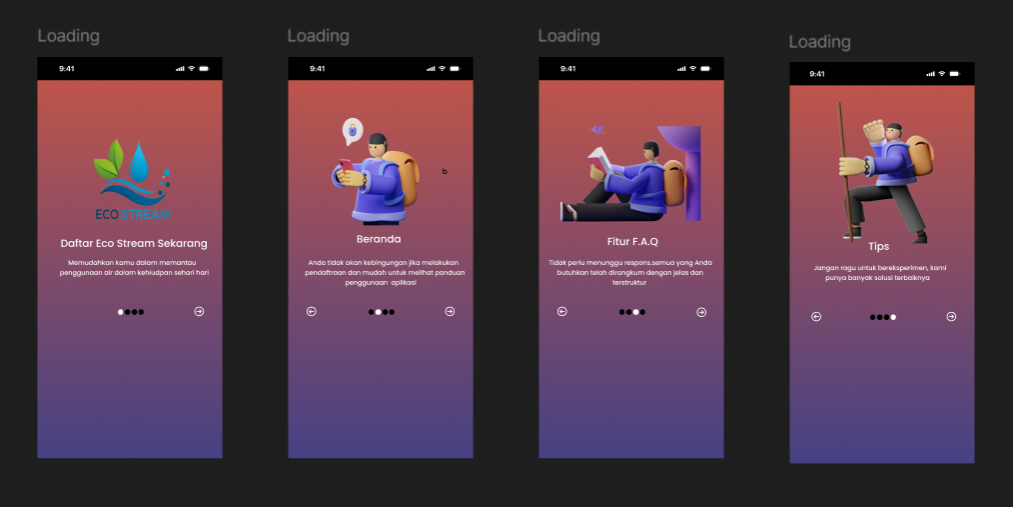 Loading
9:41
ECO STREAM
Daftar Eco Stream Sekarang
Memudahkan kamu dalam memantau
penggunaan air dalam kehiudpan sehari hari
Loading
9:41
b
Beranda
Anda tidak akan kebingungan jika melakukan
pendaftraan dan mudah untuk melihat panduan
penggunaan aplikasi
Loading
9:41
Fitur F.A.Q
Tidak perlu menunggu respons.semua yang Anda
butuhkan telah dirangkum dengan jelas dan
terstruktur
Loading
9:41
Tips
Jangan ragu untuk bereksperimen, kami
punya banyak solusi terbaiknya